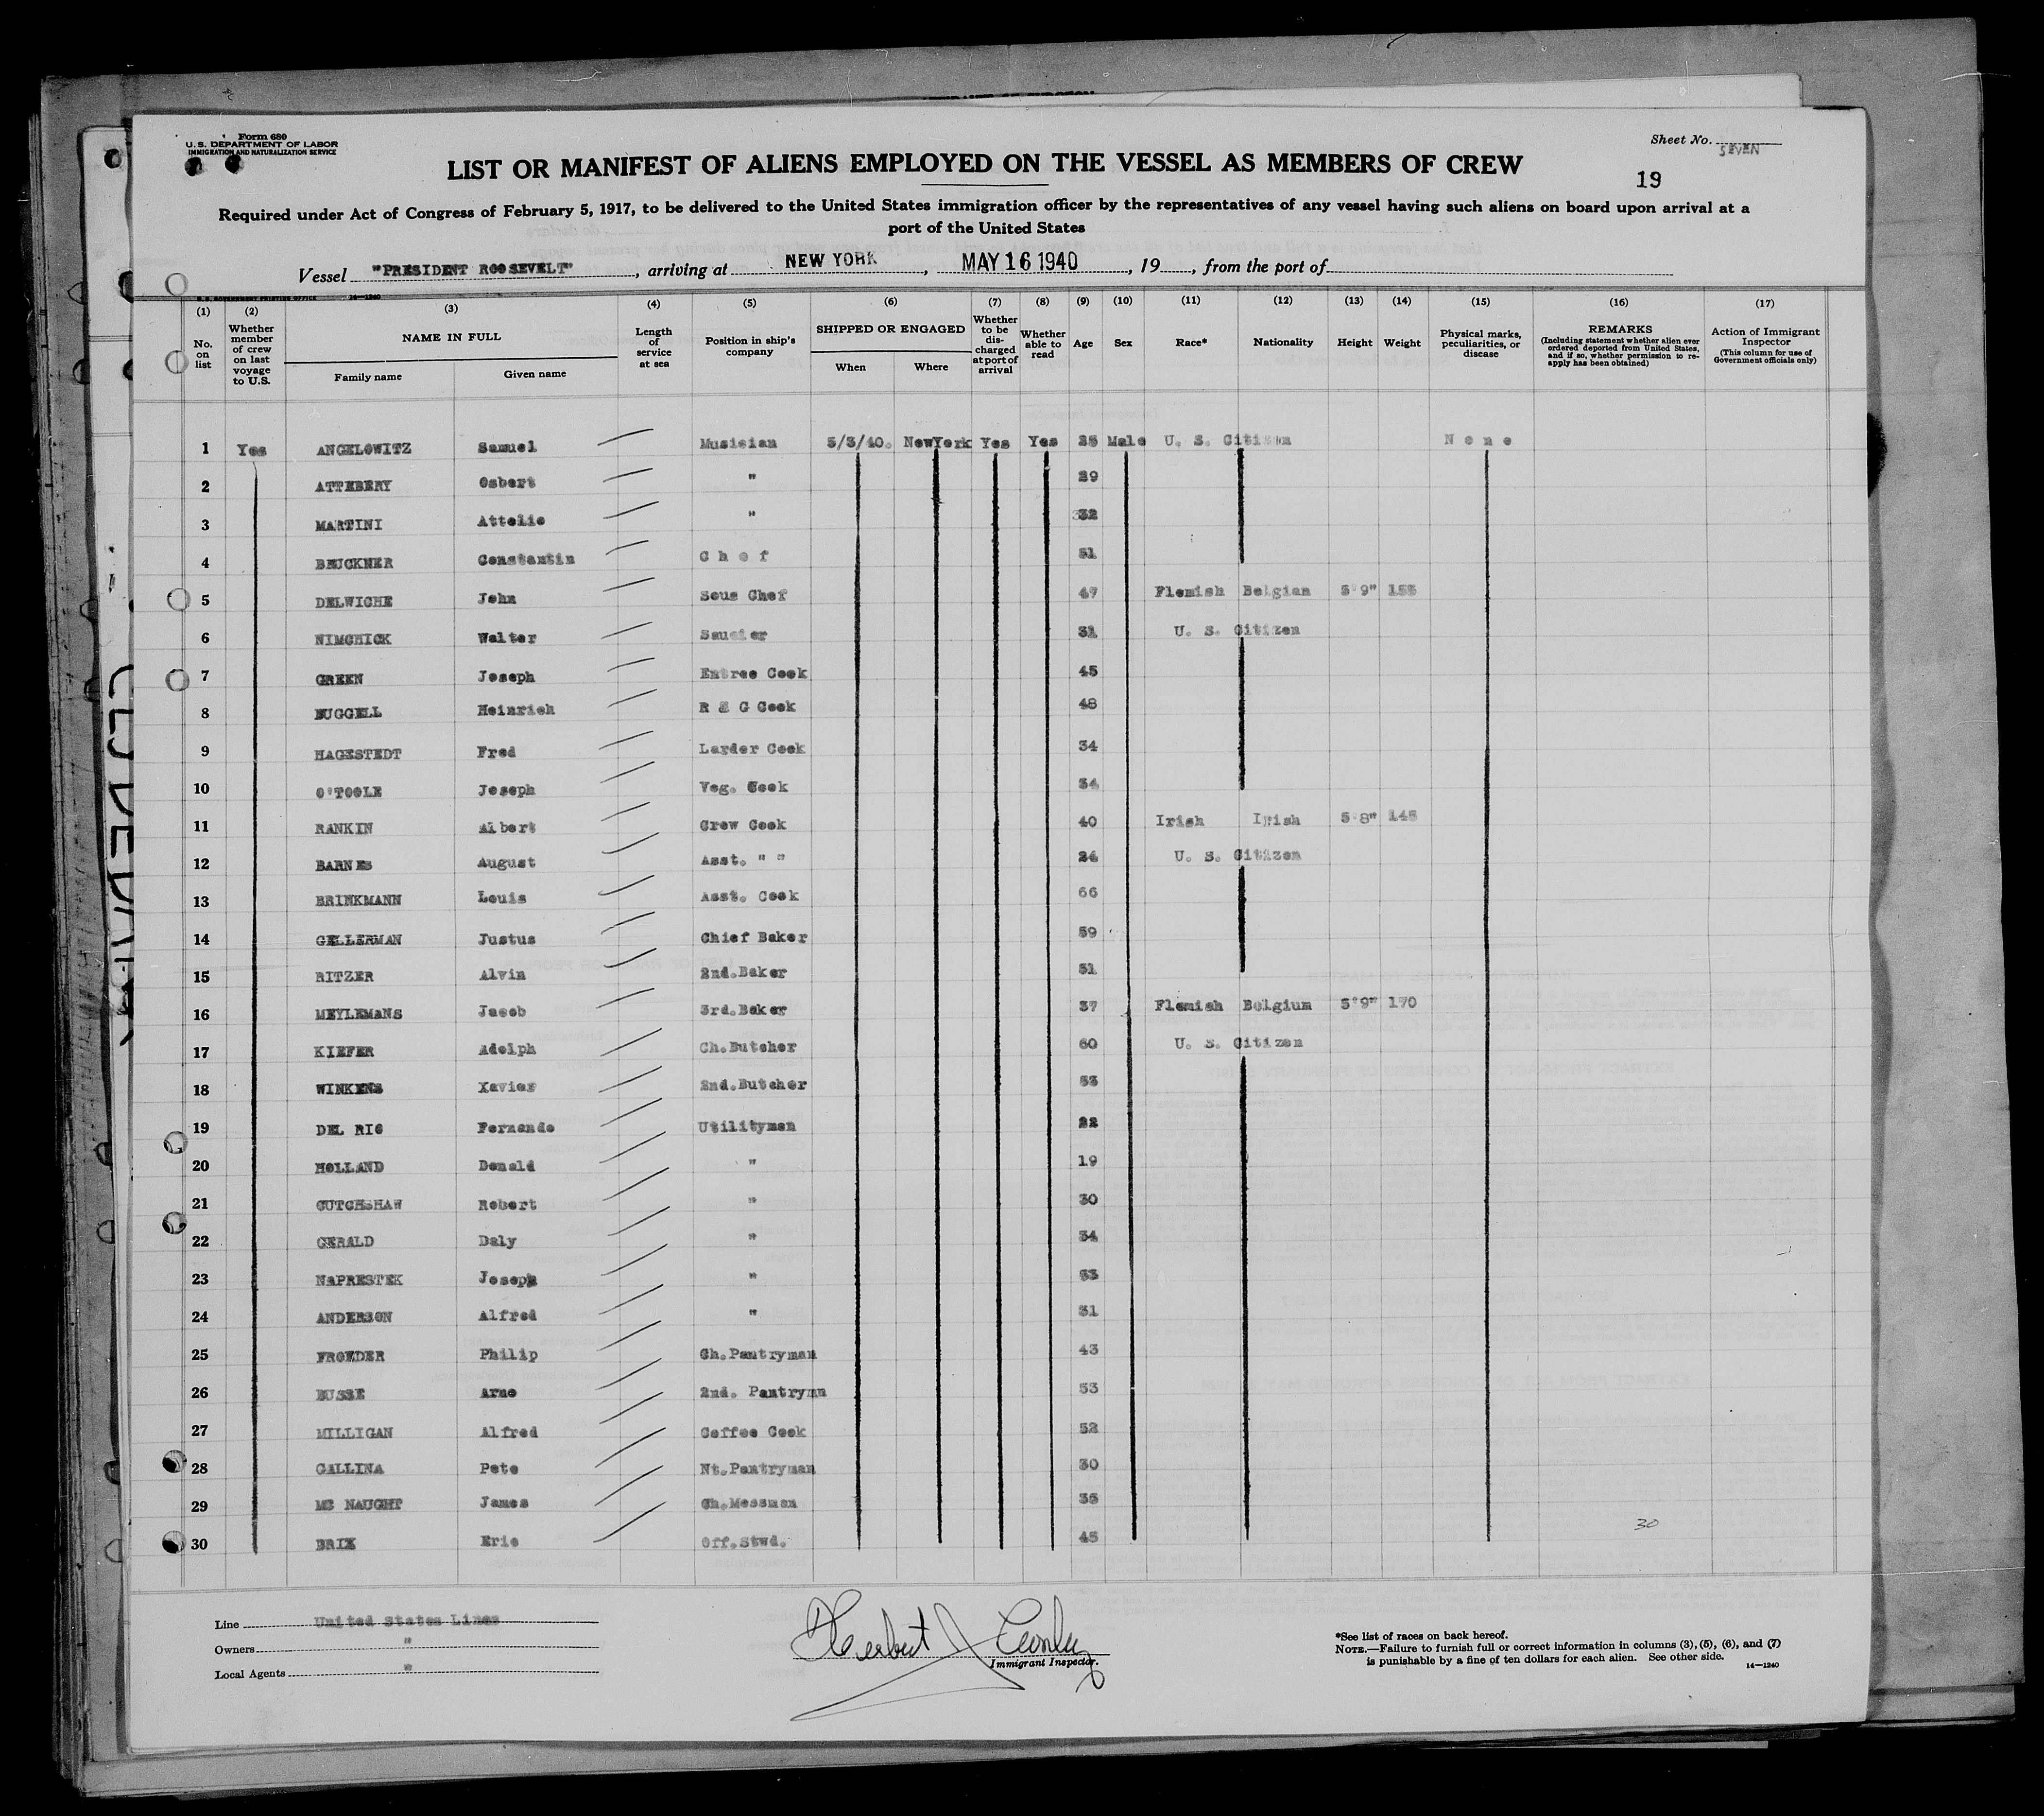 Form 680
U. S. DEPARTMENT OF LABOR
IMMIGRATION AND NATURALIZATION SERVICE
Sheet No. SEVEN
LIST OR MANIFEST OF ALIENS EMPLOYED ON THE VESSEL AS MEMBERS OF CREW
19
Required under Act of Congress of February 5, 1917, to be delivered to the United States immigration officer by the representatives of any vessel having such aliens on board upon arrival at a
port of the United States
Vessel "PRESIDENT ROOSEVELT", arriving at NEW YORK, MAY 16 1940, 19, from the port of
(1) (2) (3) (4) (5) (6) (7) (8) (9) (10) (11) (12) (13) (14) (15) (16) (17)
No. on list
Whether member of crew on last voyage to U.S.
NAME IN FULL
Family name Given name
Length of service at sea
Position in ship's company
SHIPPED OR ENGAGED
When Where
Whether to be discharged at port of arrival
Whether able to read
Age Sex Race* Nationality Height Weight
Physical marks, peculiarities, or disease
REMARKS
(Including statement whether alien ever ordered deported from United States, and if so, whether permission to reapply has been obtained)
Action of Immigrant Inspector
(This column for use of Government officials only)
1 Yes ANGELOWITZ Samuel Musician 5/3/40. NewYork Yes Yes 25 Male U. S. Citizen None
2 ATTEBERY Osbert " 29
3 MARTINI Attelio " 32
4 BEUCKNER Constantin Chef 51
5 DELWICHE John Sous Chef 47 Flemish Belgian 5'9" 155
6 NIMCHICK Walter Saucier 31 U. S. Citizen
7 GREEN Joseph Entree Cook 45
8 BUGGELL Heinrich R & G Cook 48
9 HAGESTEDT Fred Larder Cook 34
10 O'TOOLE Joseph Veg. Cook 34
11 RANKIN Albert Crew Cook 40 Irish Irish 5'8" 145
12 BARNES August Asst. " " 24 U. S. Citizen
13 BRINKMANN Louis Asst. Cook 66
14 GELLERMAN Justus Chief Baker 59
15 RITZER Alvin 2nd.Baker 51
16 MEYLEMANS Jacob 3rd.Baker 37 Flemish Belgium 5'9" 170
17 KIEFER Adolph Ch.Butcher 60 U. S. Citizen
18 WINKENS Xavier 2nd.Butcher 53
19 DEL RIO Fernando Utilityman 22
20 HOLLAND Donald " 19
21 CUTCHSHAW Robert " 30
22 GERALD Daly " 34
23 NAPRESTEK Joseph " 53
24 ANDERSON Alfred " 31
25 FROEDER Philip Ch.Pantryman 43
26 BUSSE Arno 2nd. Pantrymn 53
27 MILLIGAN Alfred Coffee Cook 52
28 GALLINA Pete Nt.Pantryman 30
29 MC NAUGHT James Ch.Messman 35
30 BRIX Eric Off.Stwd. 45
30
Line United States Lines
Owners "
Local Agents "
Herbert J
Immigrant Inspector.
*See list of races on back hereof.
NOTE.—Failure to furnish full or correct information in columns (3), (5), (6), and (7)
is punishable by a fine of ten dollars for each alien. See other side.
14—1240